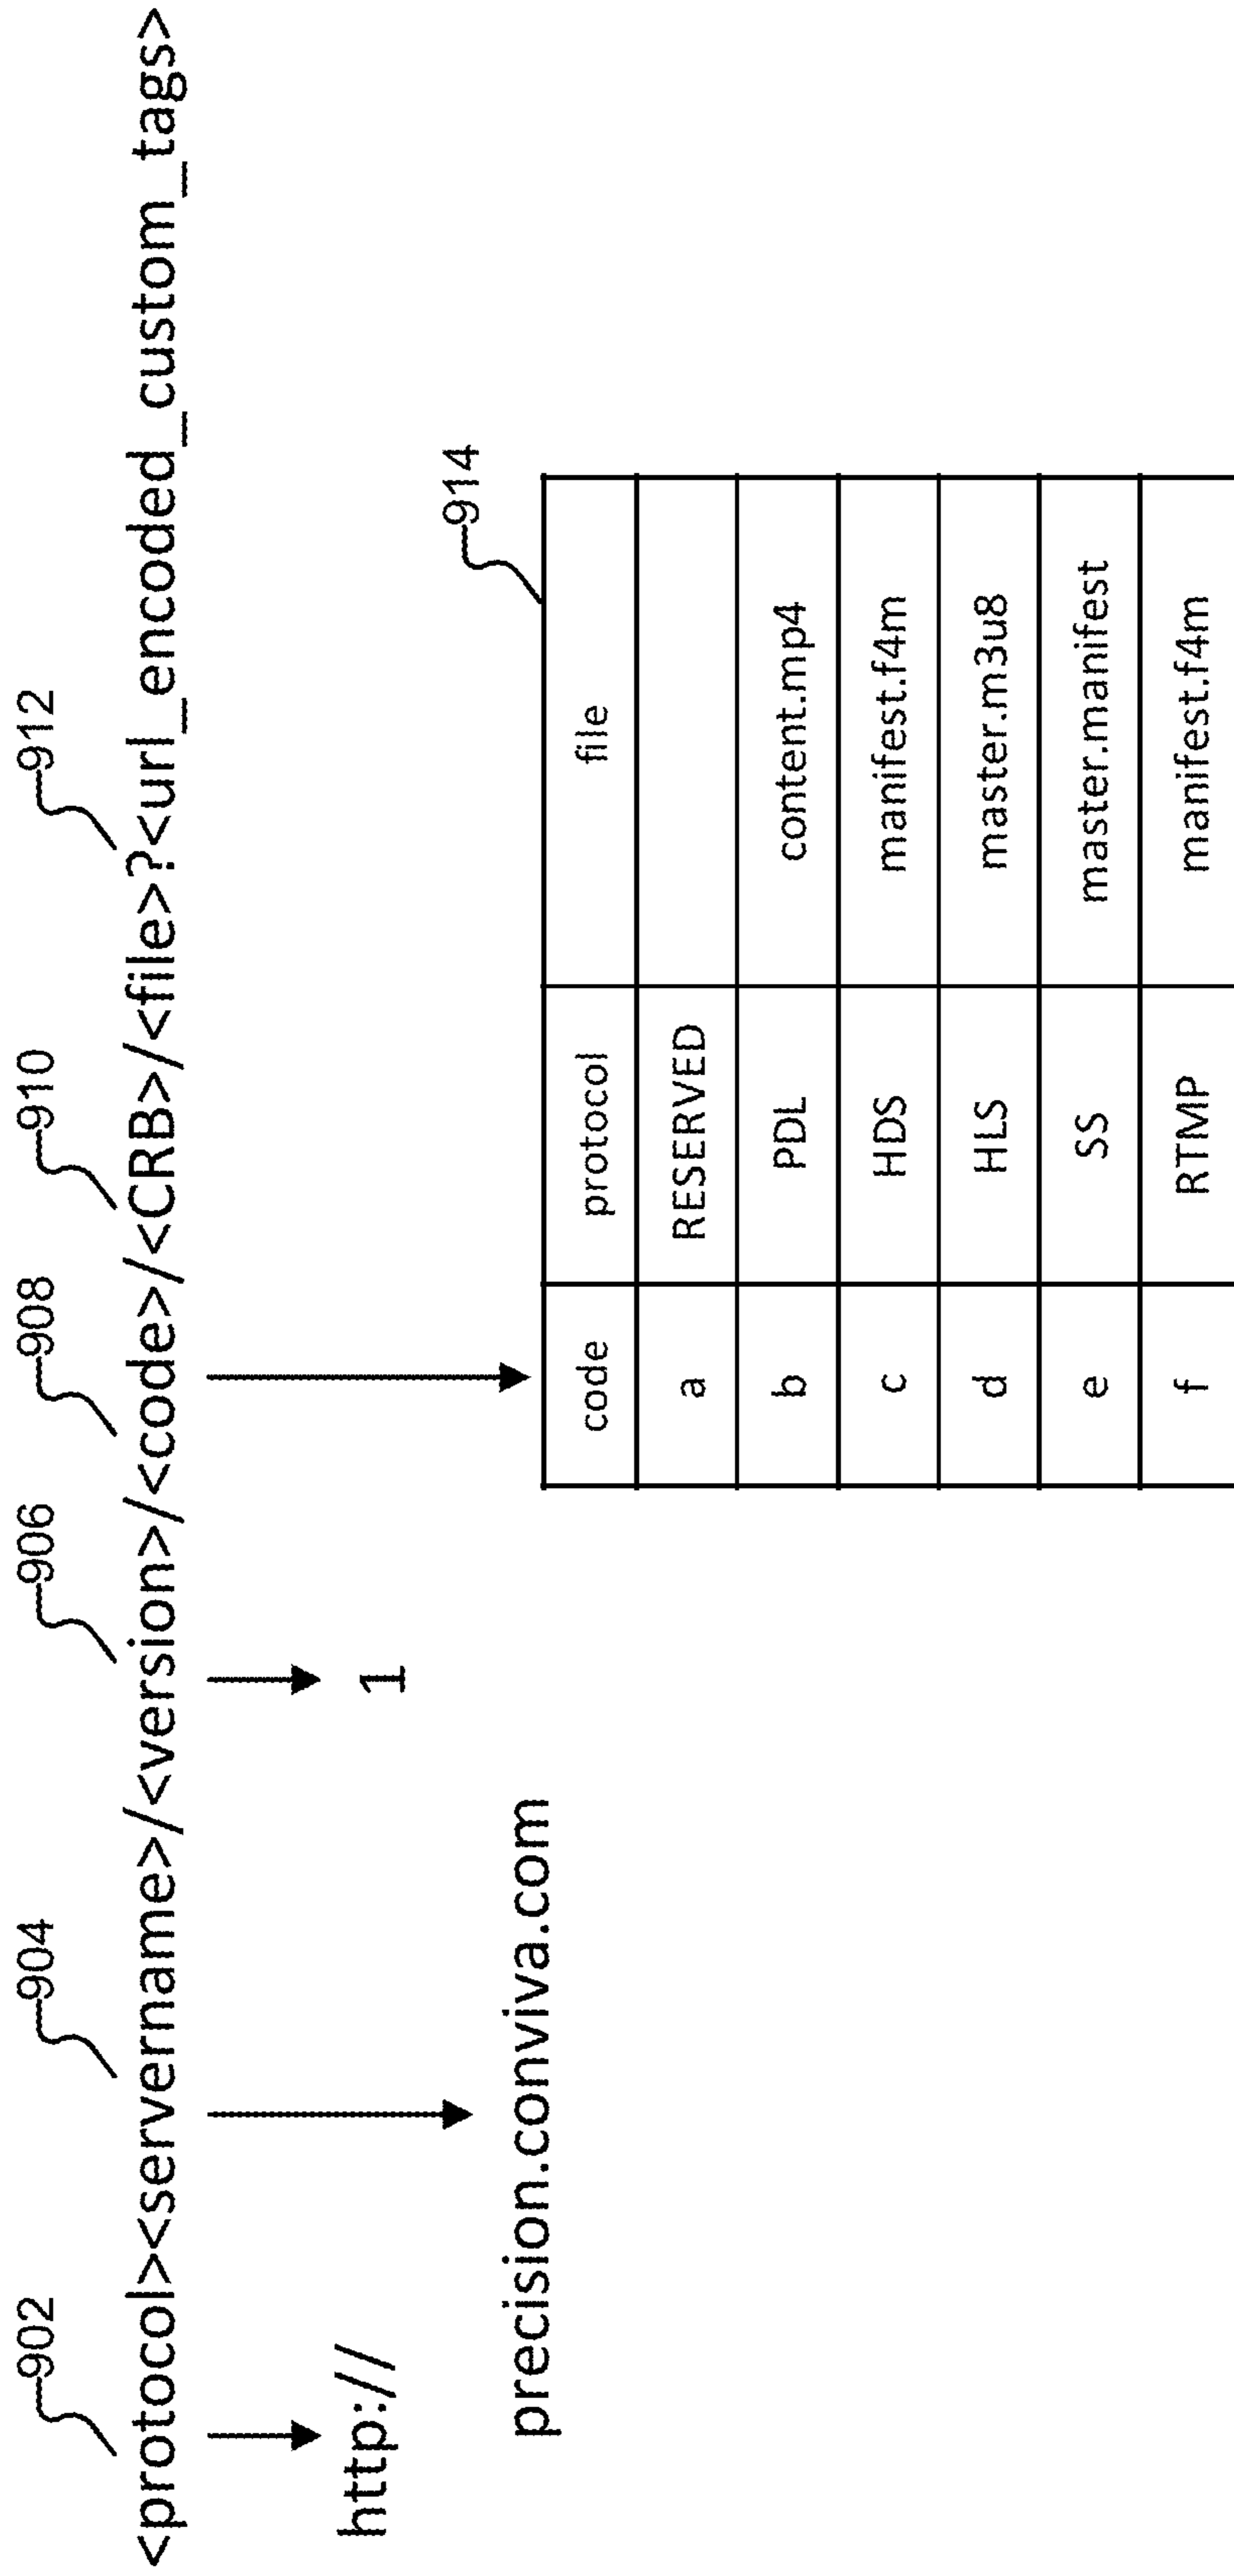 902 904 906 908 910 912
<protocol><servername>/<version>/<code>/<CRB>/<file>?<url_encoded_custom_tags>
http://
precision.conviva.com
1
914
code protocol file
a RESERVED
b PDL content.mp4
c HDS manifest.f4m
d HLS master.m3u8
e SS master.manifest
f RTMP manifest.f4m